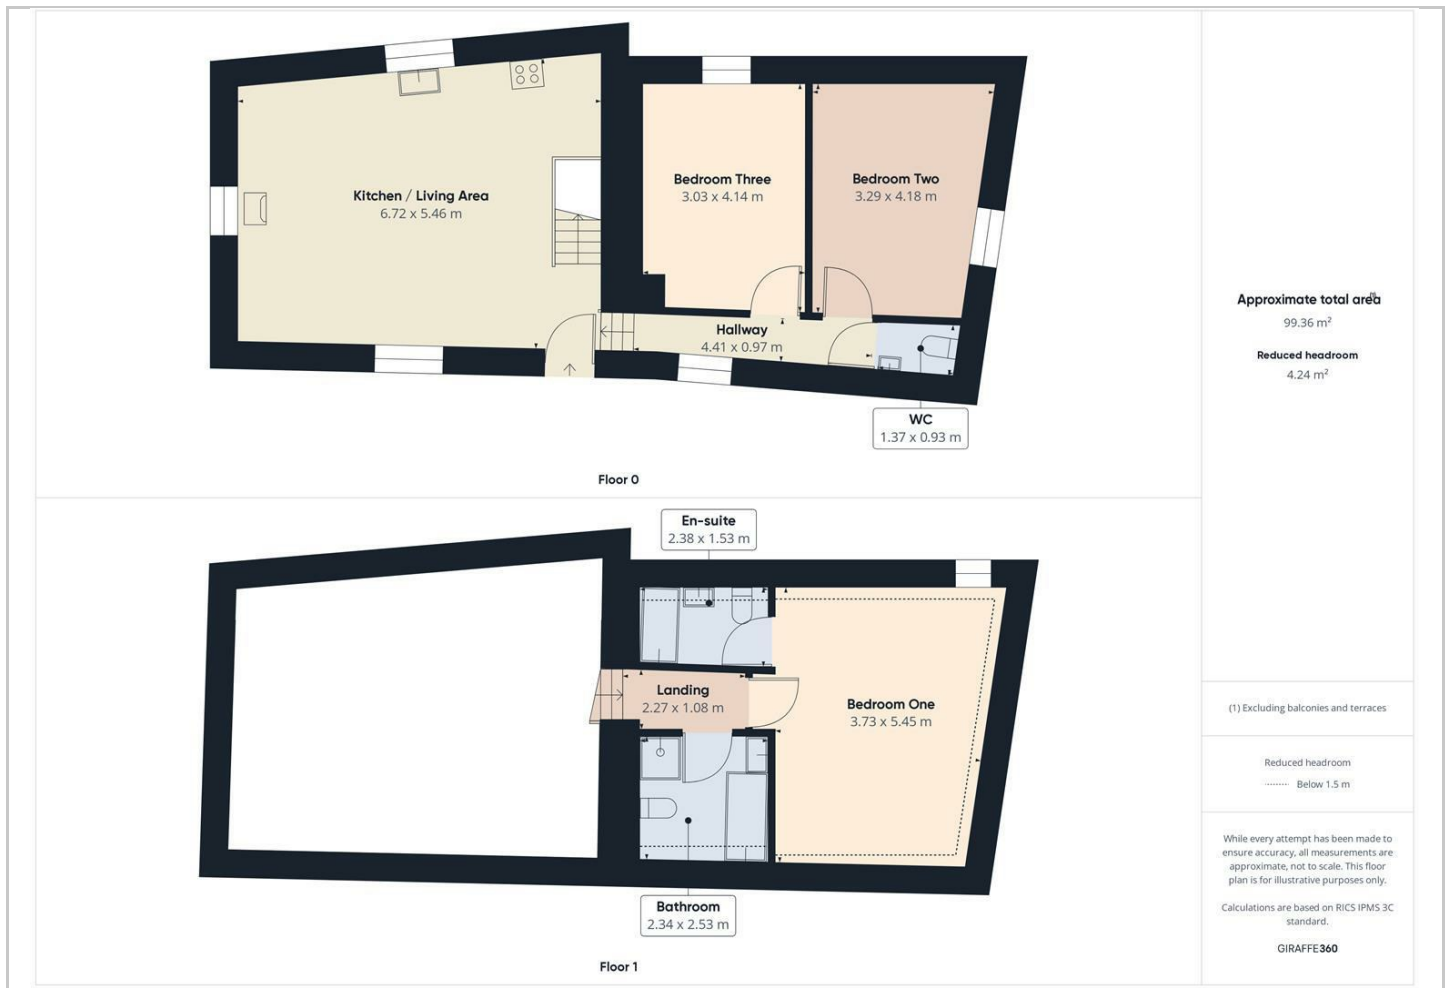 Kitchen / Living Area
6.72 x 5.46 m
Bedroom Three
3.03 x 4.14 m
Bedroom Two
3.29 x 4.18 m
Hallway
4.41 x 0.97 m
WC
1.37 x 0.93 m
Floor 0
En-suite
2.38 x 1.53 m
Landing
2.27 x 1.08 m
Bedroom One
3.73 x 5.45 m
Bathroom
2.34 x 2.53 m
Floor 1
Approximate total area
99.36 m²
Reduced headroom
4.24 m²
(1) Excluding balconies and terraces
Reduced headroom
Below 1.5 m
While every attempt has been made to
ensure accuracy, all measurements are
approximate, not to scale. This floor
plan is for illustrative purposes only.
Calculations are based on RICS IPMS 3C
standard.
GIRAFFE360